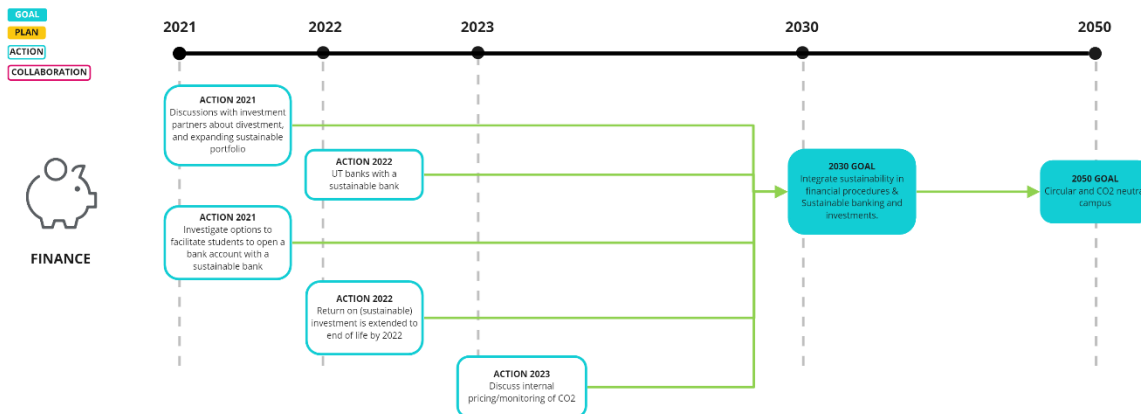 GOAL
PLAN
ACTION
COLLABORATION
2021
2022
2023
2030
2050
ACTION 2021
Discussions with investment
partners about divestment,
and expanding sustainable
portfolio
ACTION 2022
UT banks with a
sustainable bank
ACTION 2021
Investigate options to
facilitate students to open a
bank account with a
sustainable bank
ACTION 2022
Return on (sustainable)
investment is extended to
end of life by 2022
ACTION 2023
Discuss internal
pricing/monitoring of CO2
2030 GOAL
Integrate sustainability in
financial procedures &
Sustainable banking and
investments.
2050 GOAL
Circular and CO2 neutra
campus
FINANCE